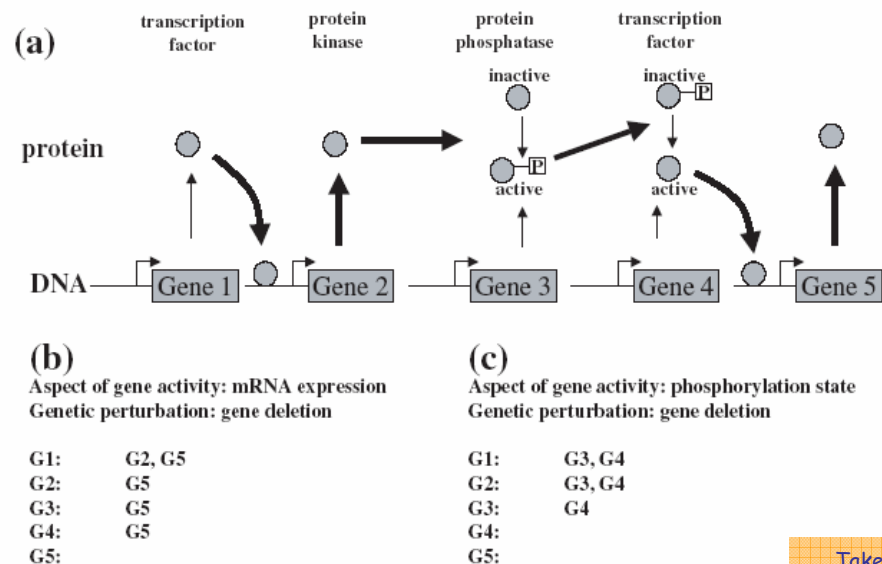 transcription factor
protein kinase
protein phosphatase
transcription factor
(a)
inactive
inactive
P
protein
P
active
active
DNA
Gene 1
Gene 2
Gene 3
Gene 4
Gene 5
(b)
Aspect of gene activity: mRNA expression
Genetic perturbation: gene deletion
G1: G2, G5
G2: G5
G3: G5
G4: G5
G5:
(c)
Aspect of gene activity: phosphorylation state
Genetic perturbation: gene deletion
G1: G3, G4
G2: G3, G4
G3: G4
G4:
G5:
Take